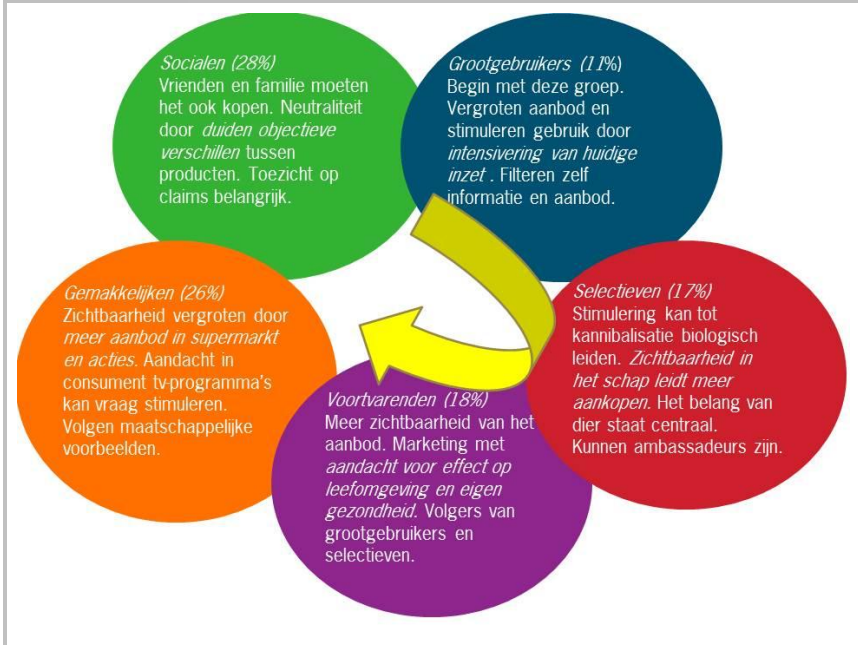 Socialen (28%)
Vrienden en familie moeten
het ook kopen. Neutraliteit
door duiden objectieve
verschillen tussen
producten. Toezicht op
claims belangrijk.
Grootgebruikers (11%)
Begin met deze groep.
Vergroten aanbod en
stimuleren gebruik door
intensivering van huidige
inzet . Filteren zelf
informatie en aanbod.
Gemakkelijken (26%)
Zichtbaarheid vergroten door
meer aanbod in supermarkt
en acties. Aandacht in
consument tv-programma's
kan vraag stimuleren.
Volgen maatschappelijke
voorbeelden.
Selectieven (17%)
Stimulering kan tot
kannibalisatie biologisch
leiden. Zichtbaarheid in
het schap leidt meer
aankopen. Het belang van
dier staat centraal.
Kunnen ambassadeurs zijn.
Voortvarenden (18%)
Meer zichtbaarheid van het
aanbod. Marketing met
aandacht voor effect op
leefomgeving en eigen
gezondheid. Volgers van
grootgebruikers en
selectieven.